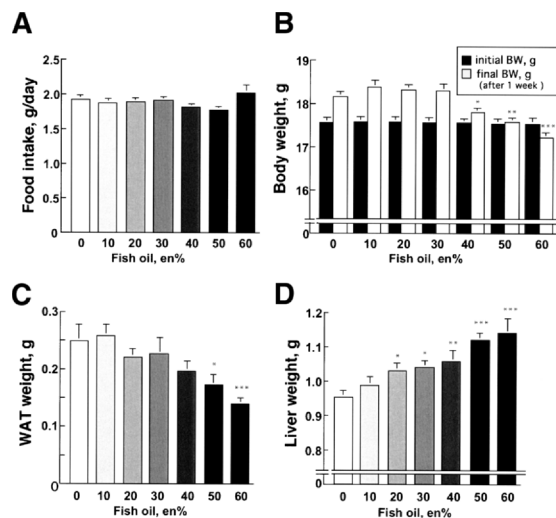 A
Food intake, g/day
2.5
2.0
1.5
1.0
0.5
0
0 10 20 30 40 50 60
Fish oil, en%
B
Body weight, g
initial BW, g
final BW, g
(after 1 week)
19
18
17
16
0
* ** ***
0 10 20 30 40 50 60
Fish oil, en%
C
WAT weight, g
0.3
0.2
0.1
0
* ***
0 10 20 30 40 50 60
Fish oil, en%
D
Liver weight, g
1.2
1.1
1.0
0.9
0.8
0
* * ** *** ***
0 10 20 30 40 50 60
Fish oil, en%